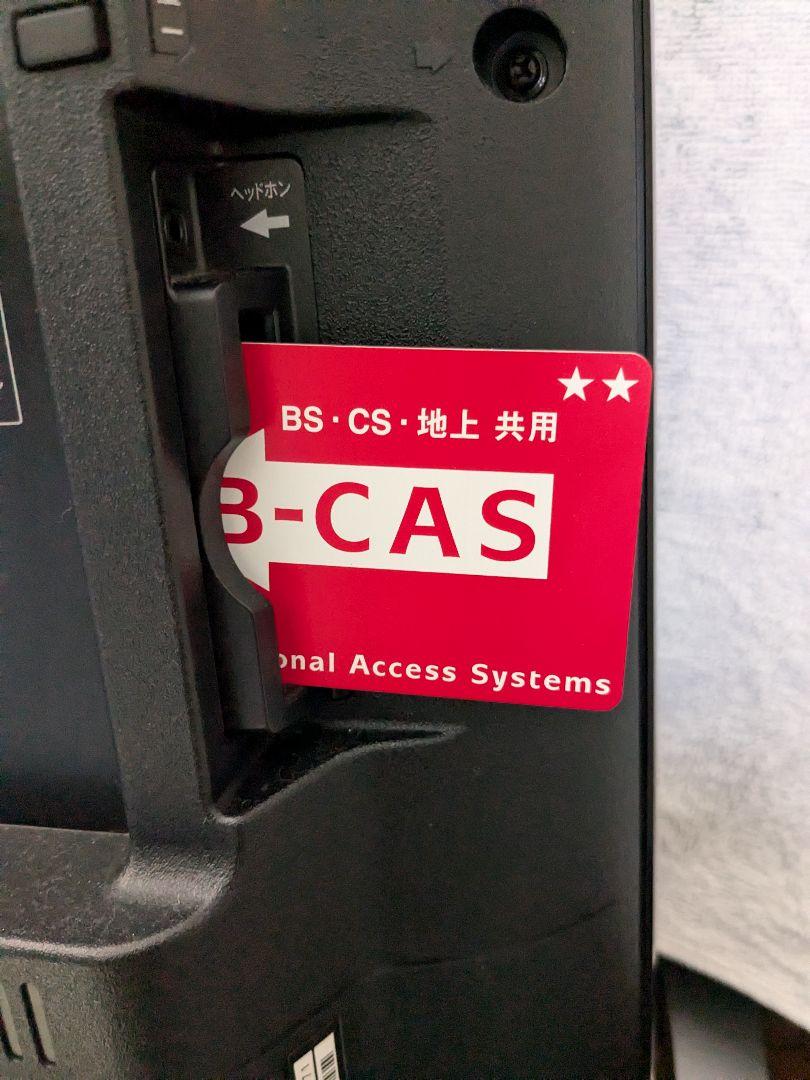 ヘッドホン
★★
BS・CS・地上 共用
B-CAS
onal Access Systems